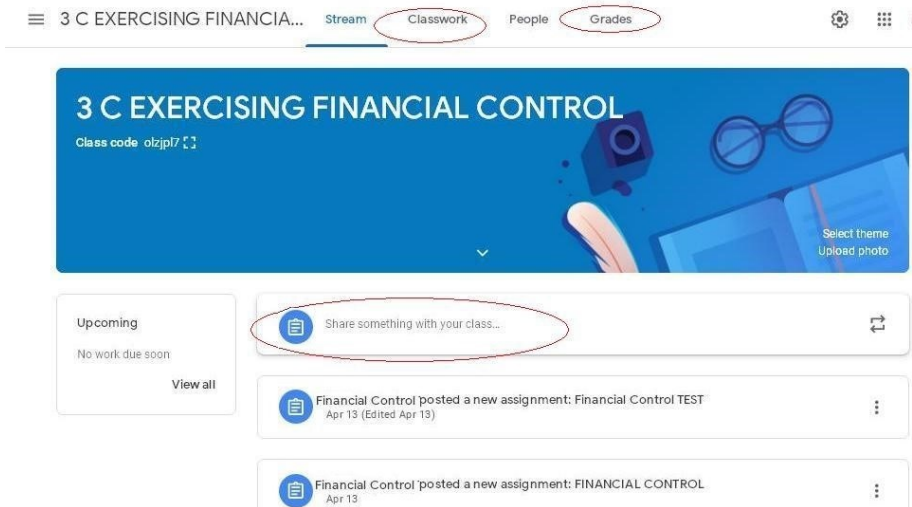 3 C EXERCISING FINANCIA... Stream Classwork People Grades
3 C EXERCISING FINANCIAL CONTROL
Class code olzjpl7
Select theme
Upload photo
Upcoming
No work due soon
View all
Share something with your class...
Financial Control posted a new assignment: Financial Control TEST
Apr 13 (Edited Apr 13)
Financial Control posted a new assignment: FINANCIAL CONTROL
Apr 13